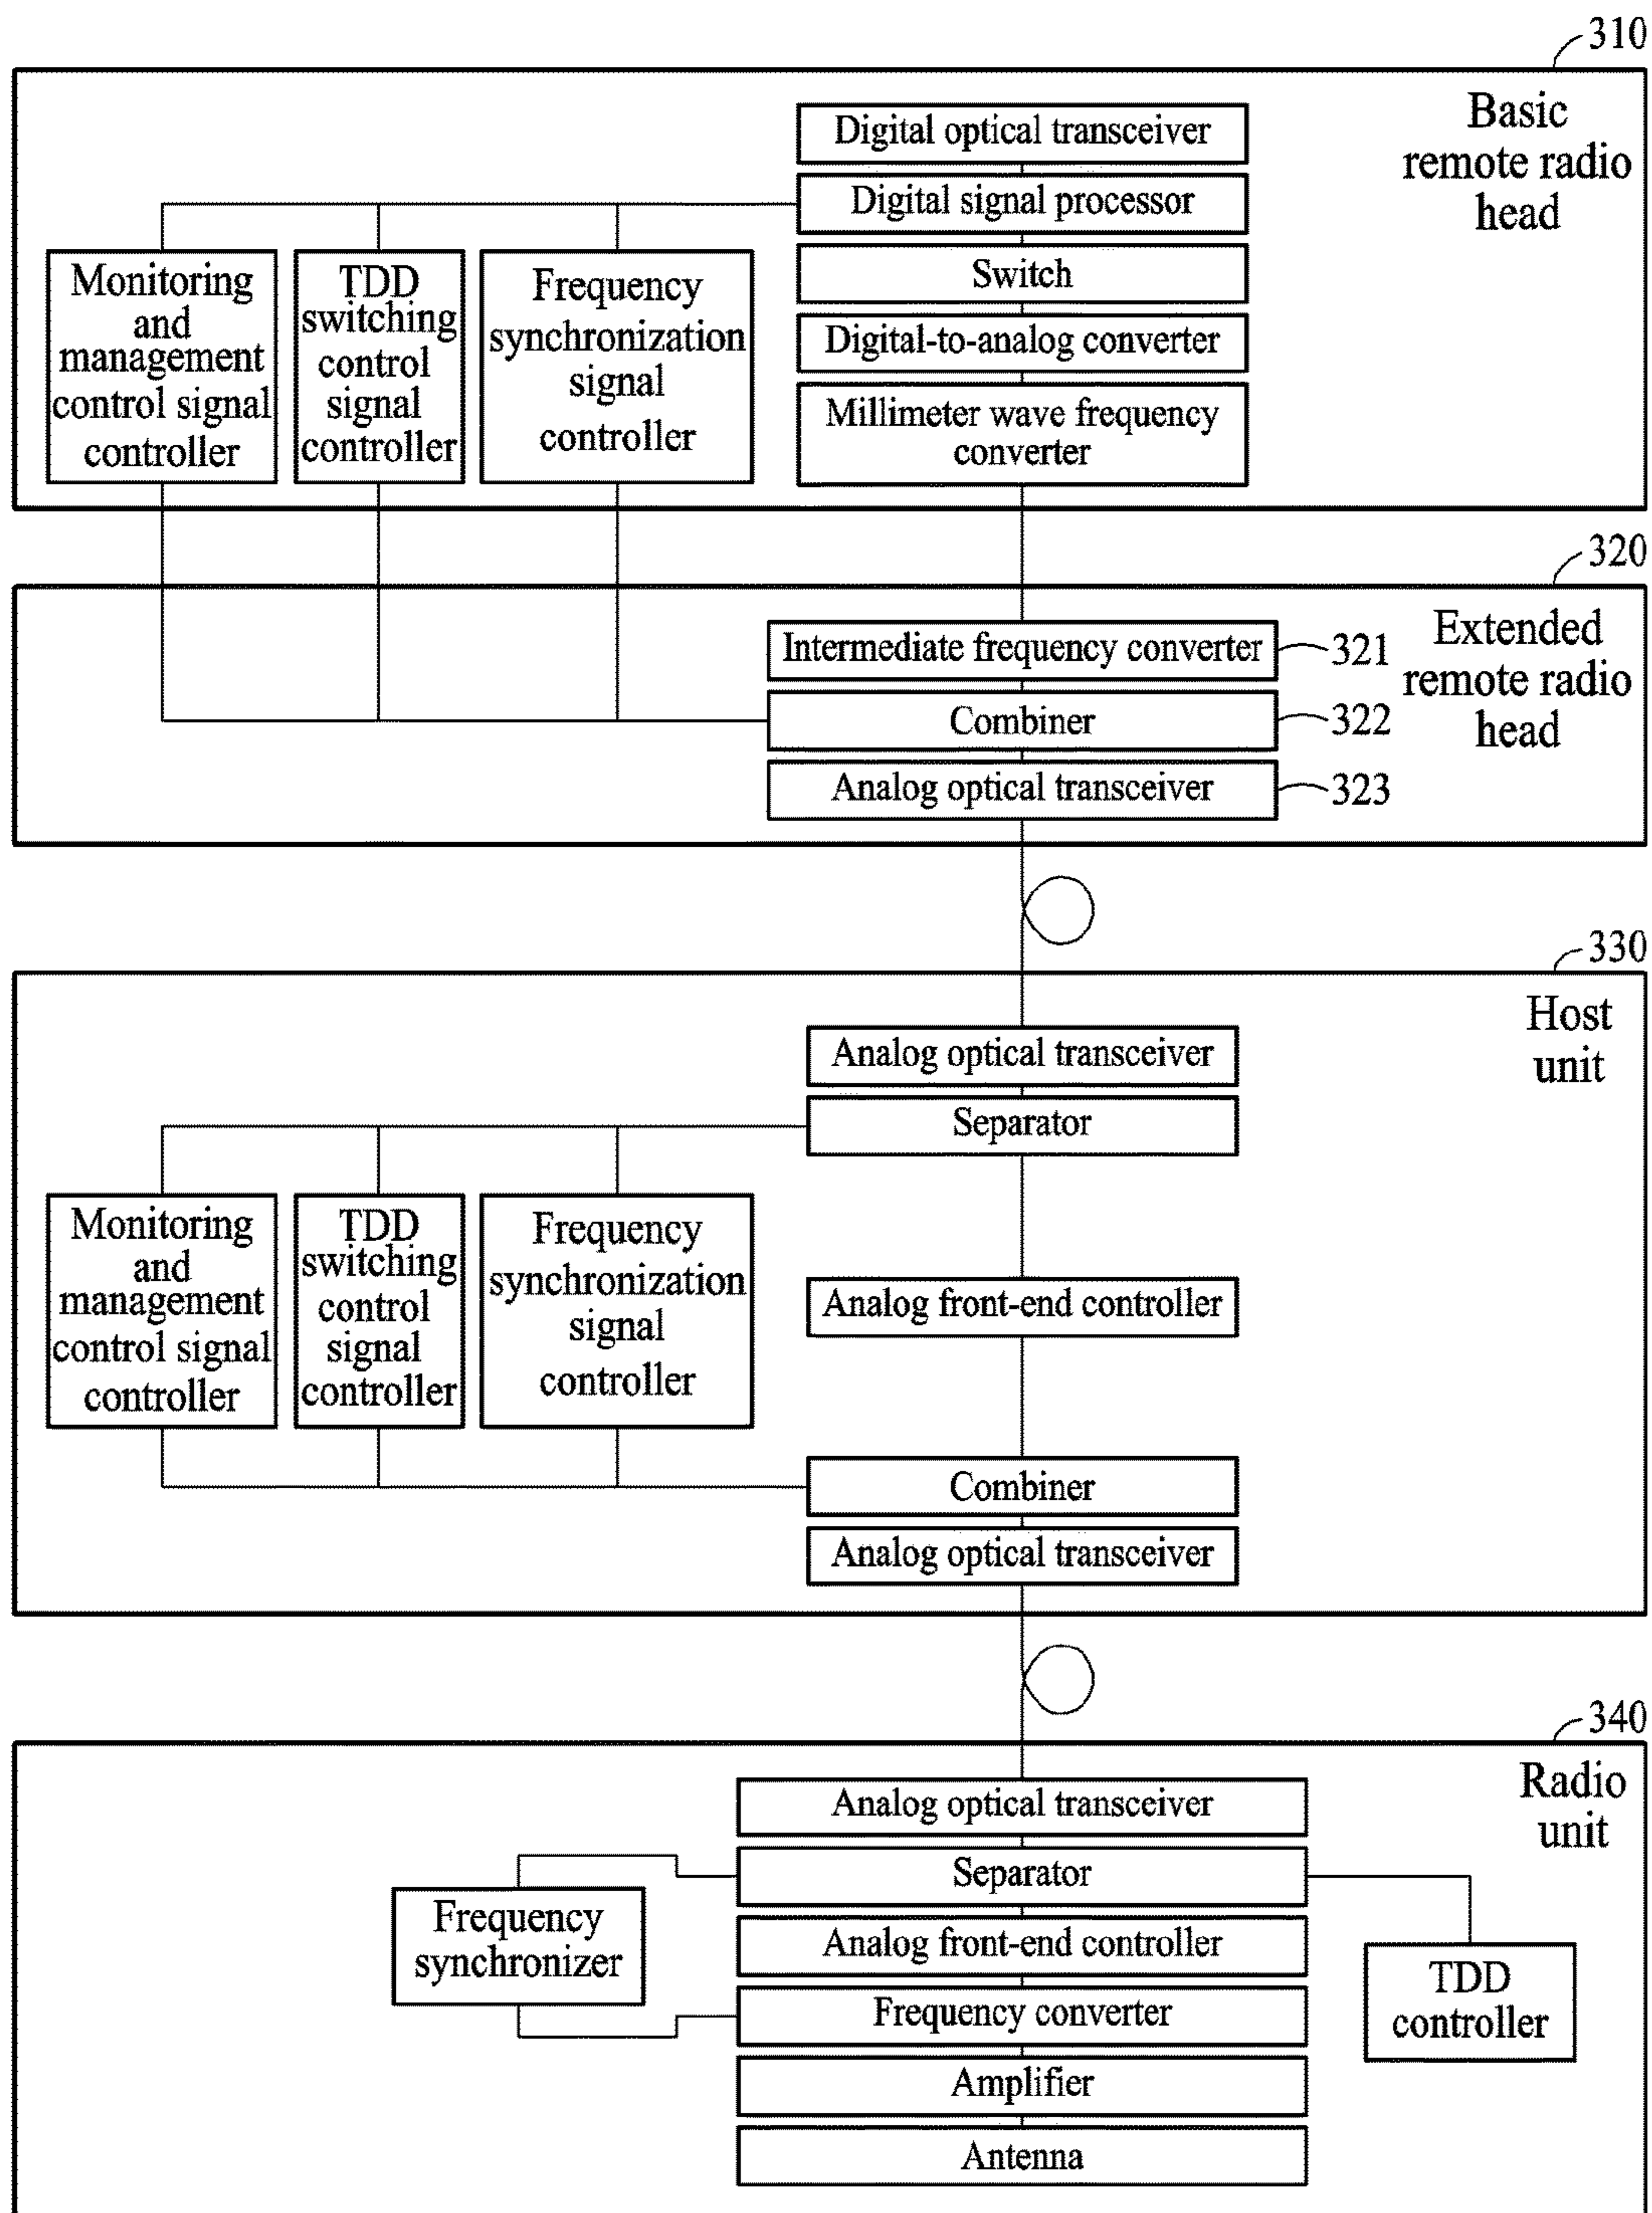 310
Basic
remote radio
head
Digital optical transceiver
Digital signal processor
Switch
Digital-to-analog converter
Millimeter wave frequency
converter
Monitoring
and
management
control signal
controller
TDD
switching
control
signal
controller
Frequency
synchronization
signal
controller
320
Extended
remote radio
head
Intermediate frequency converter
321
Combiner
322
Analog optical transceiver
323
330
Host
unit
Analog optical transceiver
Separator
Monitoring
and
management
control signal
controller
TDD
switching
control
signal
controller
Frequency
synchronization
signal
controller
Analog front-end controller
Combiner
Analog optical transceiver
340
Radio
unit
Analog optical transceiver
Separator
Frequency
synchronizer
Analog front-end controller
TDD
controller
Frequency converter
Amplifier
Antenna